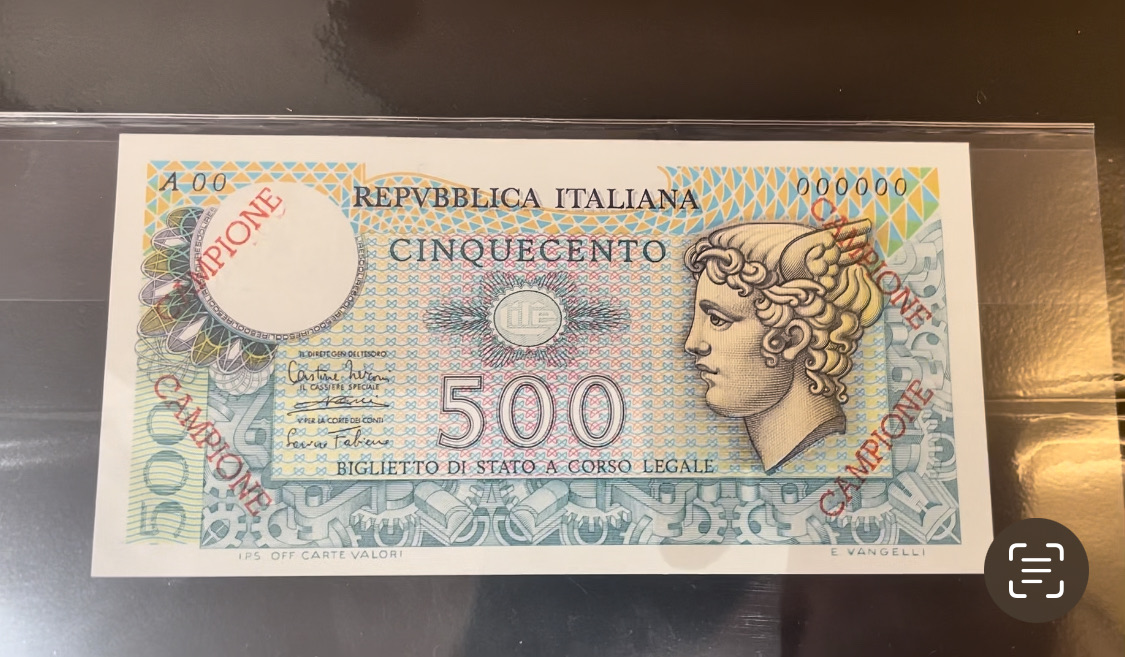 A 00
000000
CAMPIONE
CAMPIONE
REPVBBLICA ITALIANA
CINQUECENTO
IL DIRETT. GEN. DEL TESORO
IL CASSIERE SPECIALE
V. PER LA CORTE DEI CONTI
500
500
BIGLIETTO DI STATO A CORSO LEGALE
CAMPIONE
CAMPIONE
I.P.S. OFF. CARTE VALORI
E. VANGELLI